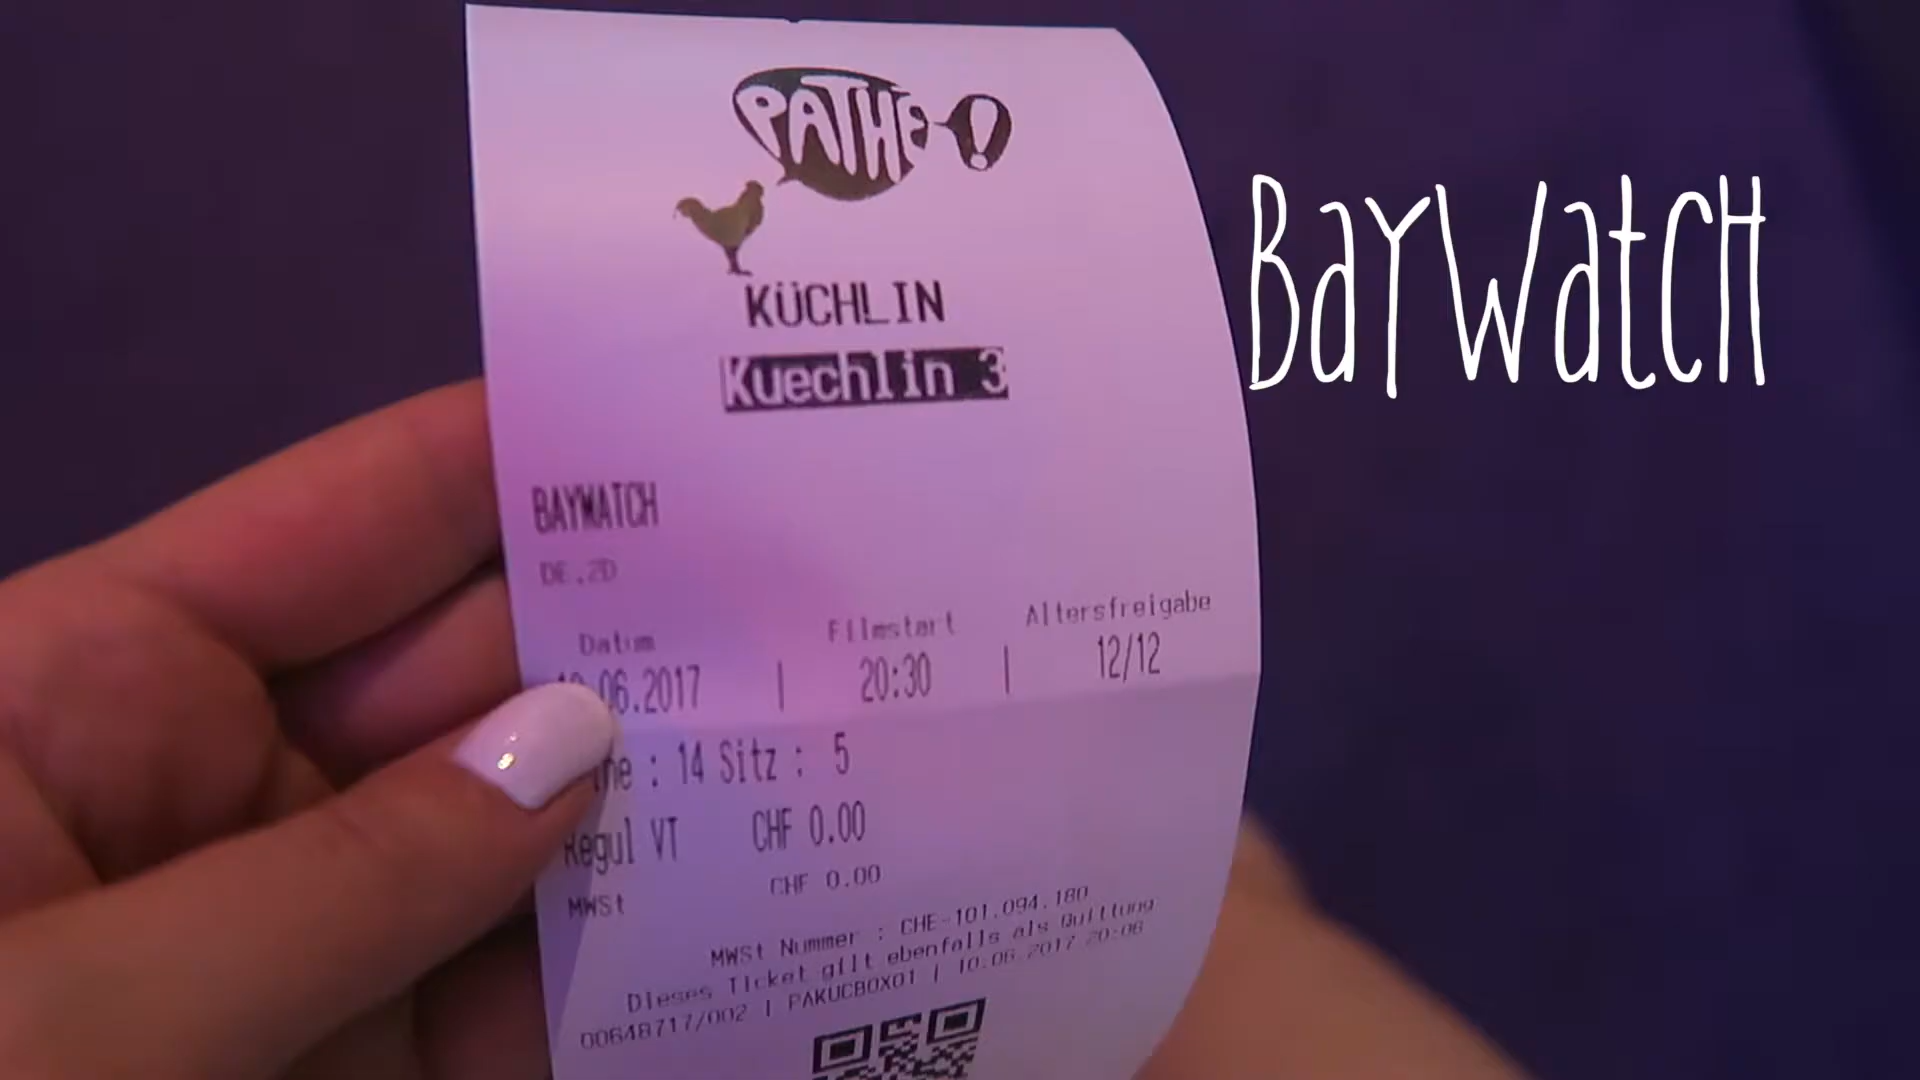 PATHE!
KÜCHLIN
Kuechlin 3
BAYWATCH
BAYWATCH
DE.2D
Datum Filmstart Altersfreigabe
.06.2017 | 20:30 | 12/12
: 14 Sitz : 5
Regul VT CHF 0.00
MWSt CHF 0.00
MWSt Nummer : CHE-101.094.180
Dieses Ticket gilt ebenfalls als Quittung
00648717/002 | PAKUCBOX01 | 10.06.2017 20:06